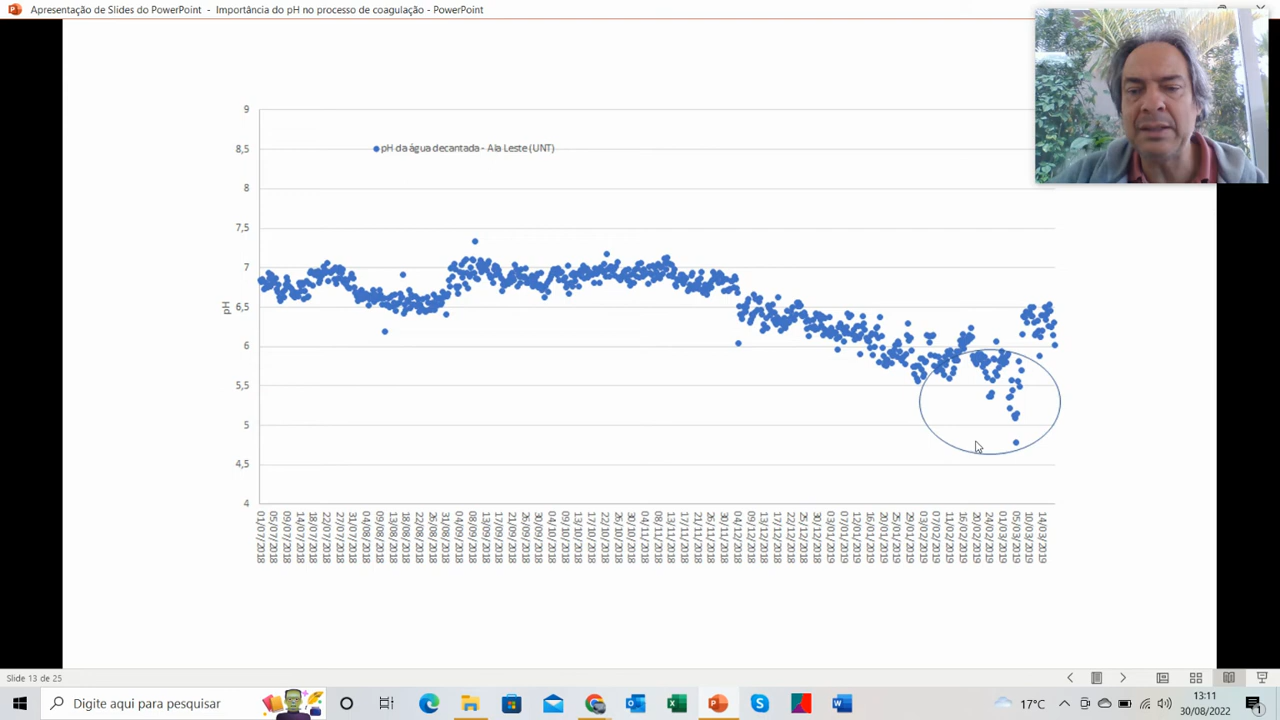 Apresentação de Slides do PowerPoint - Importância do pH no processo de coagulação - PowerPoint
9
pH da água decantada - Ala Leste (UNT)
8,5
8
7,5
7
6,5
pH
6
5,5
5
4,5
4
01/07/2018 05/07/2018 09/07/2018 14/07/2018 18/07/2018 22/07/2018 27/07/2018 31/07/2018 04/08/2018 09/08/2018 13/08/2018 18/08/2018 22/08/2018 26/08/2018 31/08/2018 04/09/2018 08/09/2018 13/09/2018 17/09/2018 21/09/2018 26/09/2018 30/09/2018 04/10/2018 09/10/2018 13/10/2018 17/10/2018 22/10/2018 26/10/2018 30/10/2018 04/11/2018 08/11/2018 13/11/2018 17/11/2018 21/11/2018 26/11/2018 30/11/2018 04/12/2018 09/12/2018 13/12/2018 17/12/2018 22/12/2018 25/12/2018 30/12/2018 03/01/2019 07/01/2019 12/01/2019 16/01/2019 20/01/2019 25/01/2019 29/01/2019 03/02/2019 07/02/2019 11/02/2019 16/02/2019 20/02/2019 24/02/2019 01/03/2019 05/03/2019 10/03/2019 14/03/2019
Slide 13 de 25
Digite aqui para pesquisar
17°C
13:11
30/08/2022
1